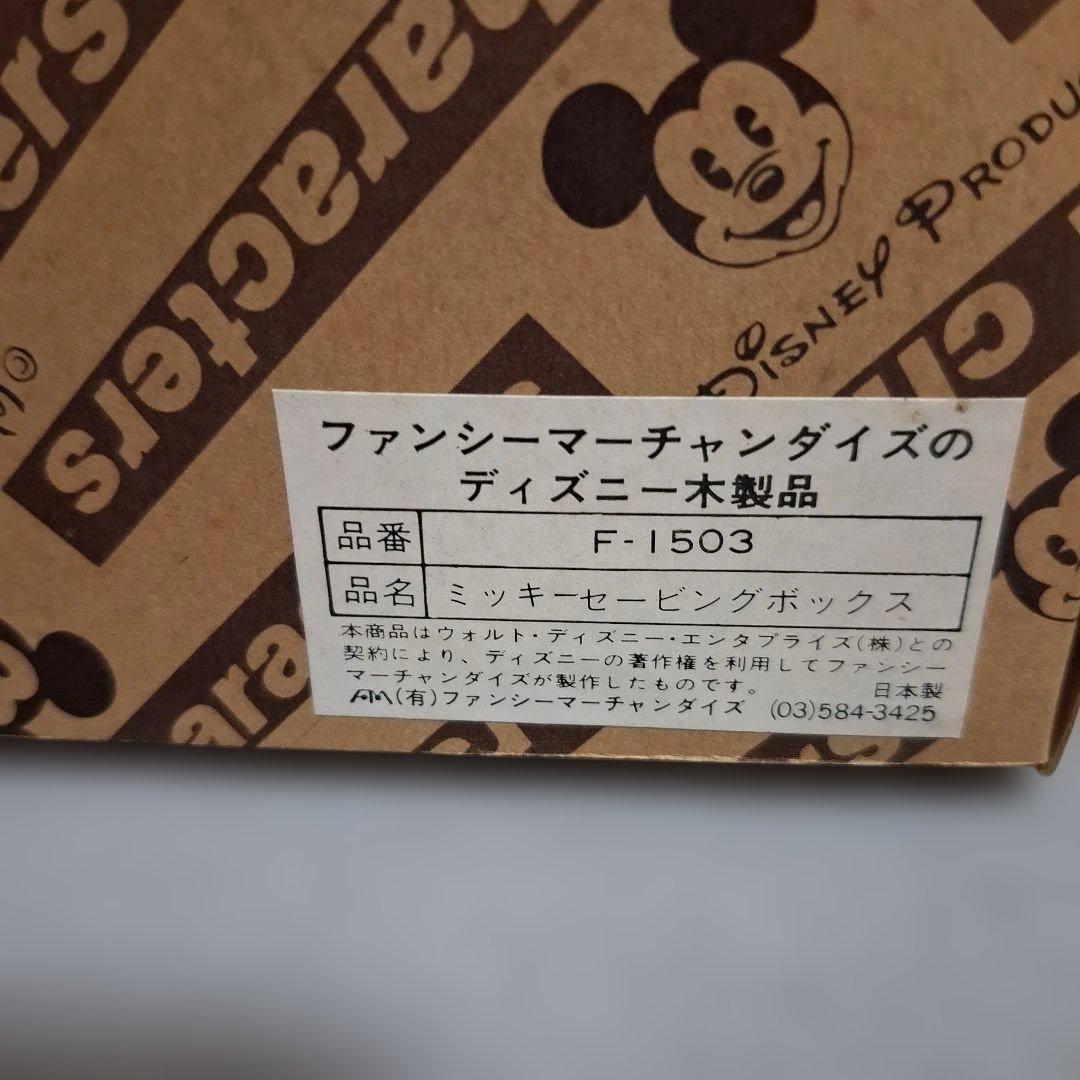 Characters
DISNEY PRODU
ファンシーマーチャンダイズの
ディズニー木製品
品番 F-1503
品名 ミッキーセービングボックス
本商品はウォルト・ディズニー・エンタプライズ(株)との
契約により、ディズニーの著作権を利用してファンシー
マーチャンダイズが製作したものです。 日本製
FM(有)ファンシーマーチャンダイズ (03)584-3425